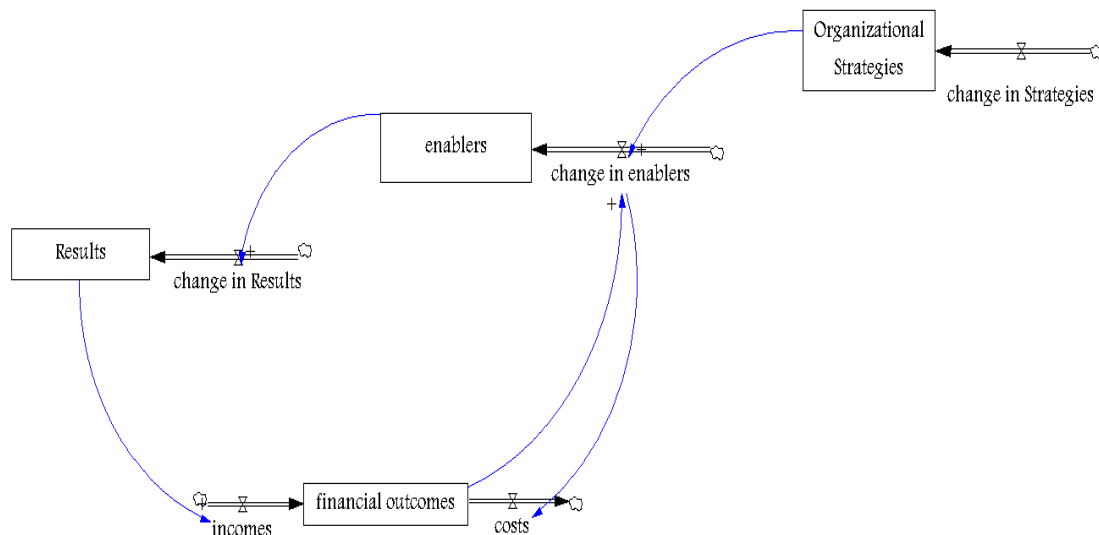 Organizational
Strategies
change in Strategies
enablers
change in enablers
+
+
Results
+
change in Results
+
incomes
financial outcomes
costs